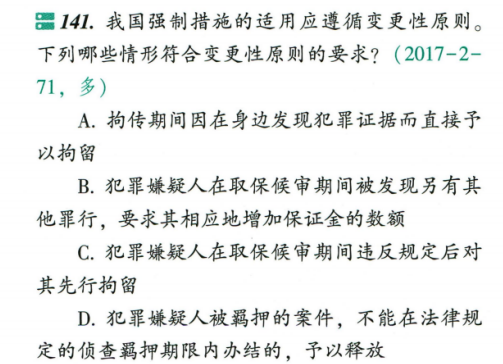 141. 我国强制措施的适用应遵循变更性原则。
下列哪些情形符合变更性原则的要求？（2017-2-
71，多）
A. 拘传期间因在身边发现犯罪证据而直接予
以拘留
B. 犯罪嫌疑人在取保候审期间被发现另有其
他罪行，要求其相应地增加保证金的数额
C. 犯罪嫌疑人在取保候审期间违反规定后对
其先行拘留
D. 犯罪嫌疑人被羁押的案件，不能在法律规
定的侦查羁押期限内办结的，予以释放